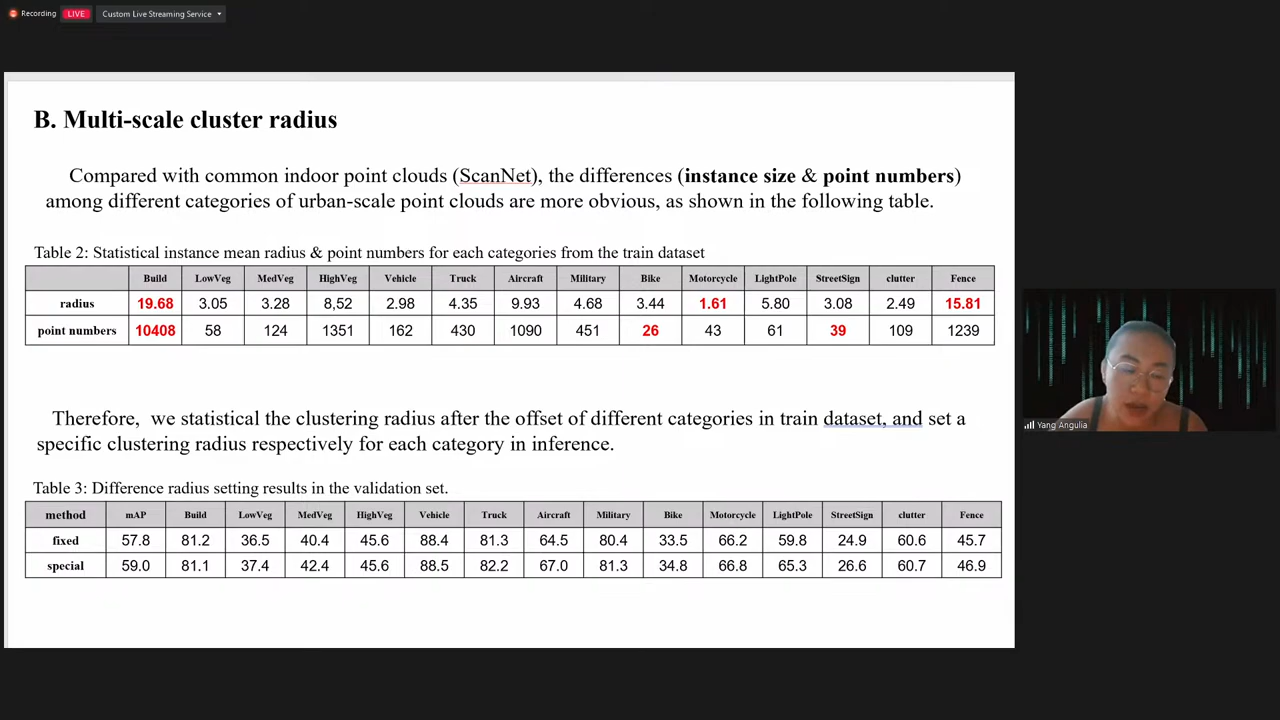 Recording LIVE Custom Live Streaming Service
B. Multi-scale cluster radius
Compared with common indoor point clouds (ScanNet), the differences (instance size & point numbers)
among different categories of urban-scale point clouds are more obvious, as shown in the following table.
Table 2: Statistical instance mean radius & point numbers for each categories from the train dataset
Build LowVeg MedVeg HighVeg Vehicle Truck Aircraft Military Bike Motorcycle LightPole StreetSign clutter Fence
radius 19.68 3.05 3.28 8,52 2.98 4.35 9.93 4.68 3.44 1.61 5.80 3.08 2.49 15.81
point numbers 10408 58 124 1351 162 430 1090 451 26 43 61 39 109 1239
Therefore, we statistical the clustering radius after the offset of different categories in train dataset, and set a
specific clustering radius respectively for each category in inference.
Table 3: Difference radius setting results in the validation set.
method mAP Build LowVeg MedVeg HighVeg Vehicle Truck Aircraft Military Bike Motorcycle LightPole StreetSign clutter Fence
fixed 57.8 81.2 36.5 40.4 45.6 88.4 81.3 64.5 80.4 33.5 66.2 59.8 24.9 60.6 45.7
special 59.0 81.1 37.4 42.4 45.6 88.5 82.2 67.0 81.3 34.8 66.8 65.3 26.6 60.7 46.9
Yang Angulia